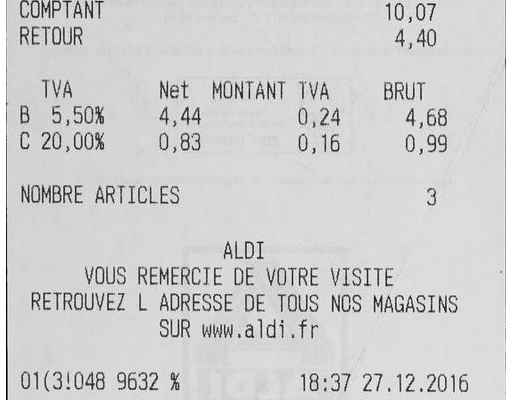 COMPTANT 10,07
RETOUR 4,40
TVA Net MONTANT TVA BRUT
B 5,50% 4,44 0,24 4,68
C 20,00% 0,83 0,16 0,99
NOMBRE ARTICLES 3
ALDI
VOUS REMERCIE DE VOTRE VISITE
RETROUVEZ L ADRESSE DE TOUS NOS MAGASINS
SUR www.aldi.fr
01(3!048 9632 % 18:37 27.12.2016